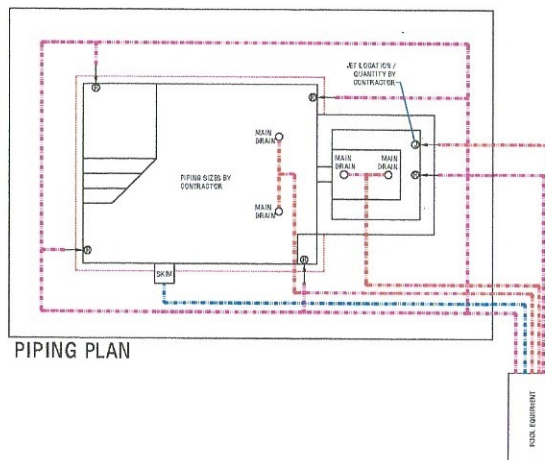 JET LOCATION /
QUANTITY BY
CONTRACTOR
R
R
J
MAIN
DRAIN
MAIN
DRAIN
MAIN
DRAIN
R
PIPING SIZES BY
CONTRACTOR
MAIN
DRAIN
R
R
SKIM
PIPING PLAN
POOL EQUIPMENT